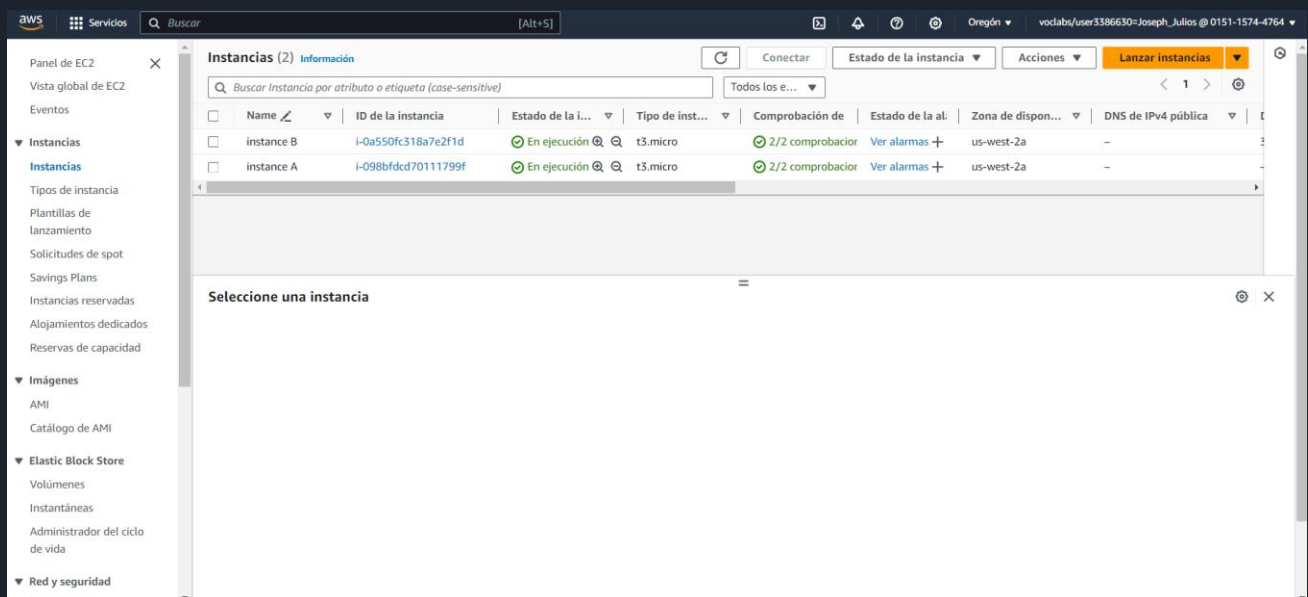 aws Servicios Buscar [Alt+S] Oregón voclabs/user3386630=Joseph_Julios @ 0151-1574-4764
Panel de EC2
Vista global de EC2
Eventos
Instancias
Instancias
Tipos de instancia
Plantillas de
lanzamiento
Solicitudes de spot
Savings Plans
Instancias reservadas
Alojamientos dedicados
Reservas de capacidad
Imágenes
AMI
Catálogo de AMI
Elastic Block Store
Volúmenes
Instantáneas
Administrador del ciclo
de vida
Red y seguridad
Instancias (2) Información Conectar Estado de la instancia Acciones Lanzar instancias
Buscar Instancia por atributo o etiqueta (case-sensitive) Todos los e... 1
Name ID de la instancia Estado de la i... Tipo de inst... Comprobación de Estado de la al Zona de dispon... DNS de IPv4 pública
instance B i-0a550fc318a7e2f1d En ejecución t3.micro 2/2 comprobacior Ver alarmas + us-west-2a –
instance A i-098bfdcd70111799f En ejecución t3.micro 2/2 comprobacior Ver alarmas + us-west-2a –
Seleccione una instancia